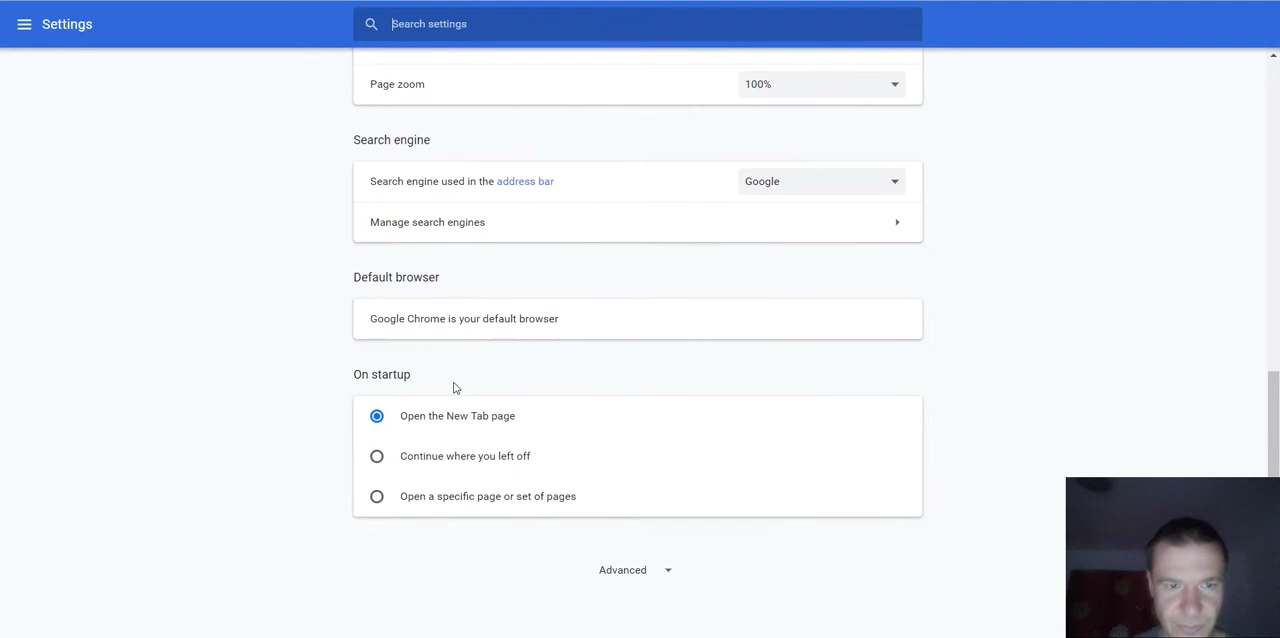 Settings
Search settings
Page zoom
100%
Search engine
Search engine used in the address bar
Google
Manage search engines
Default browser
Google Chrome is your default browser
On startup
Open the New Tab page
Continue where you left off
Open a specific page or set of pages
Advanced